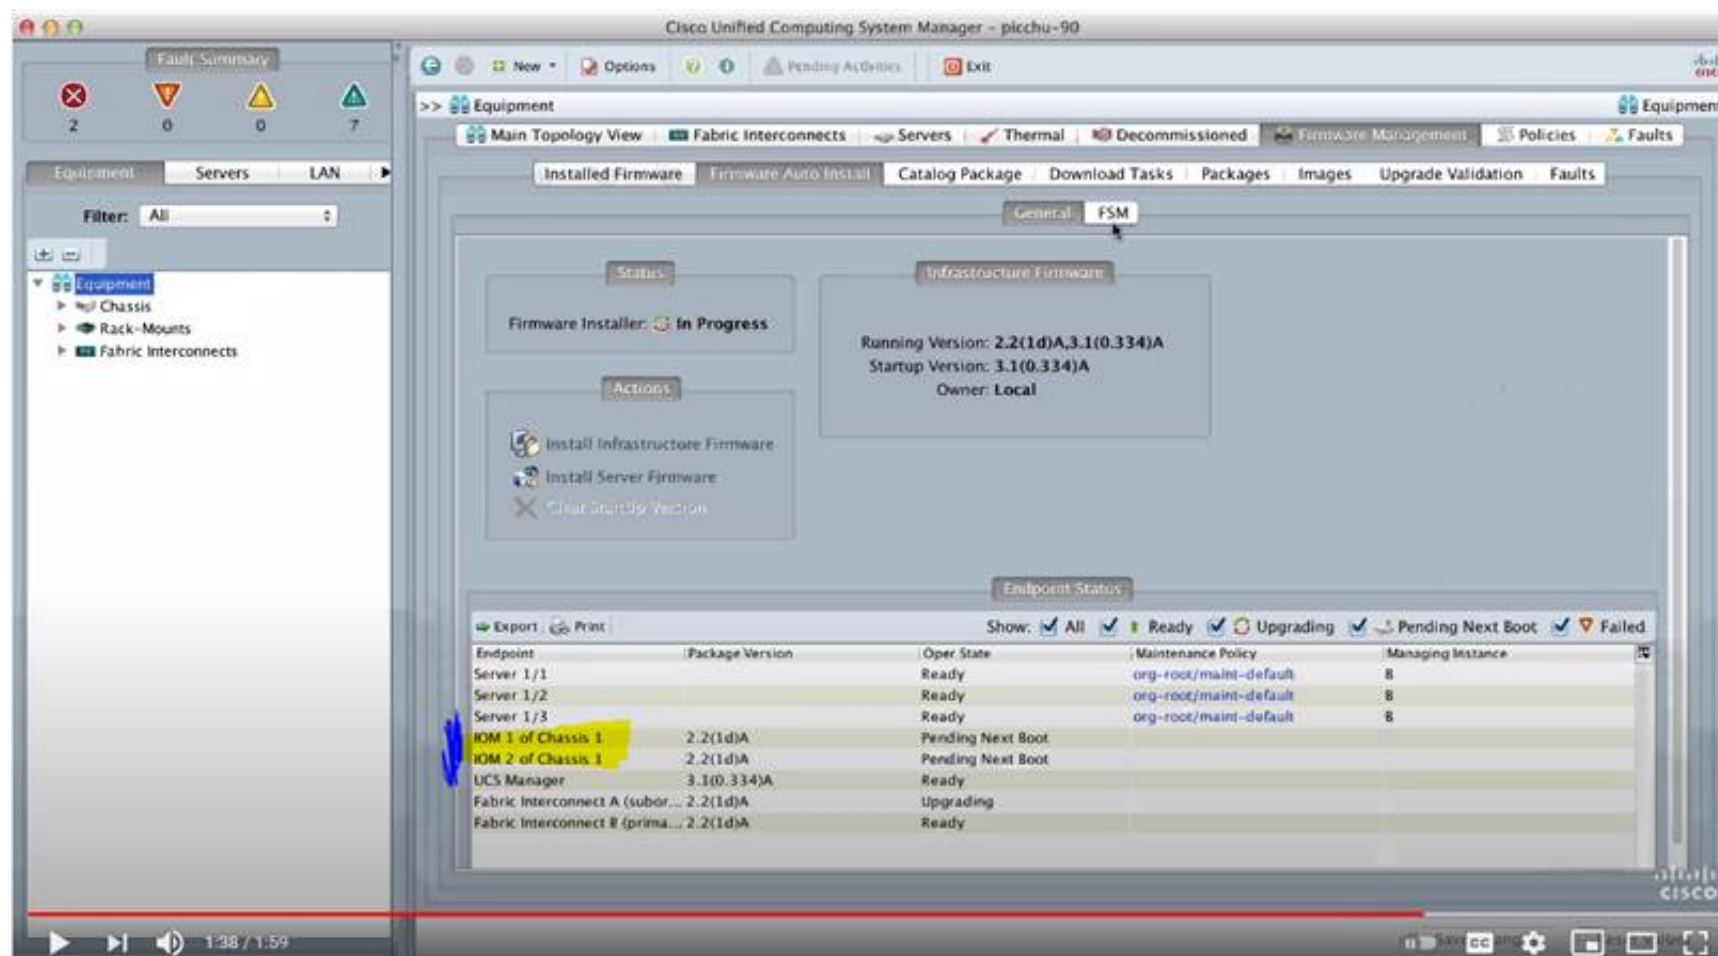 Cisco Unified Computing System Manager - picchu-90
Fault Summary
2 0 0 7
New Options Pending Activities Exit
>> Equipment Equipment
Main Topology View Fabric Interconnects Servers Thermal Decommissioned Firmware Management Policies Faults
Equipment Servers LAN
Installed Firmware Firmware Auto Install Catalog Package Download Tasks Packages Images Upgrade Validation Faults
Filter: All
General FSM
Equipment
Chassis
Rack-Mounts
Fabric Interconnects
Status
Firmware Installer: In Progress
Infrastructure Firmware
Running Version: 2.2(1d)A,3.1(0.334)A
Startup Version: 3.1(0.334)A
Owner: Local
Actions
Install Infrastructure Firmware
Install Server Firmware
Clear StartUp Version
Endpoint Status
Export Print Show: All Ready Upgrading Pending Next Boot Failed
Endpoint Package Version Oper State Maintenance Policy Managing Instance
Server 1/1 Ready org-root/maint-default B
Server 1/2 Ready org-root/maint-default B
Server 1/3 Ready org-root/maint-default B
IOM 1 of Chassis 1 2.2(1d)A Pending Next Boot
IOM 2 of Chassis 1 2.2(1d)A Pending Next Boot
UCS Manager 3.1(0.334)A Ready
Fabric Interconnect A (subor... 2.2(1d)A Upgrading
Fabric Interconnect B (prima... 2.2(1d)A Ready
CISCO
1:38 / 1:59
CC